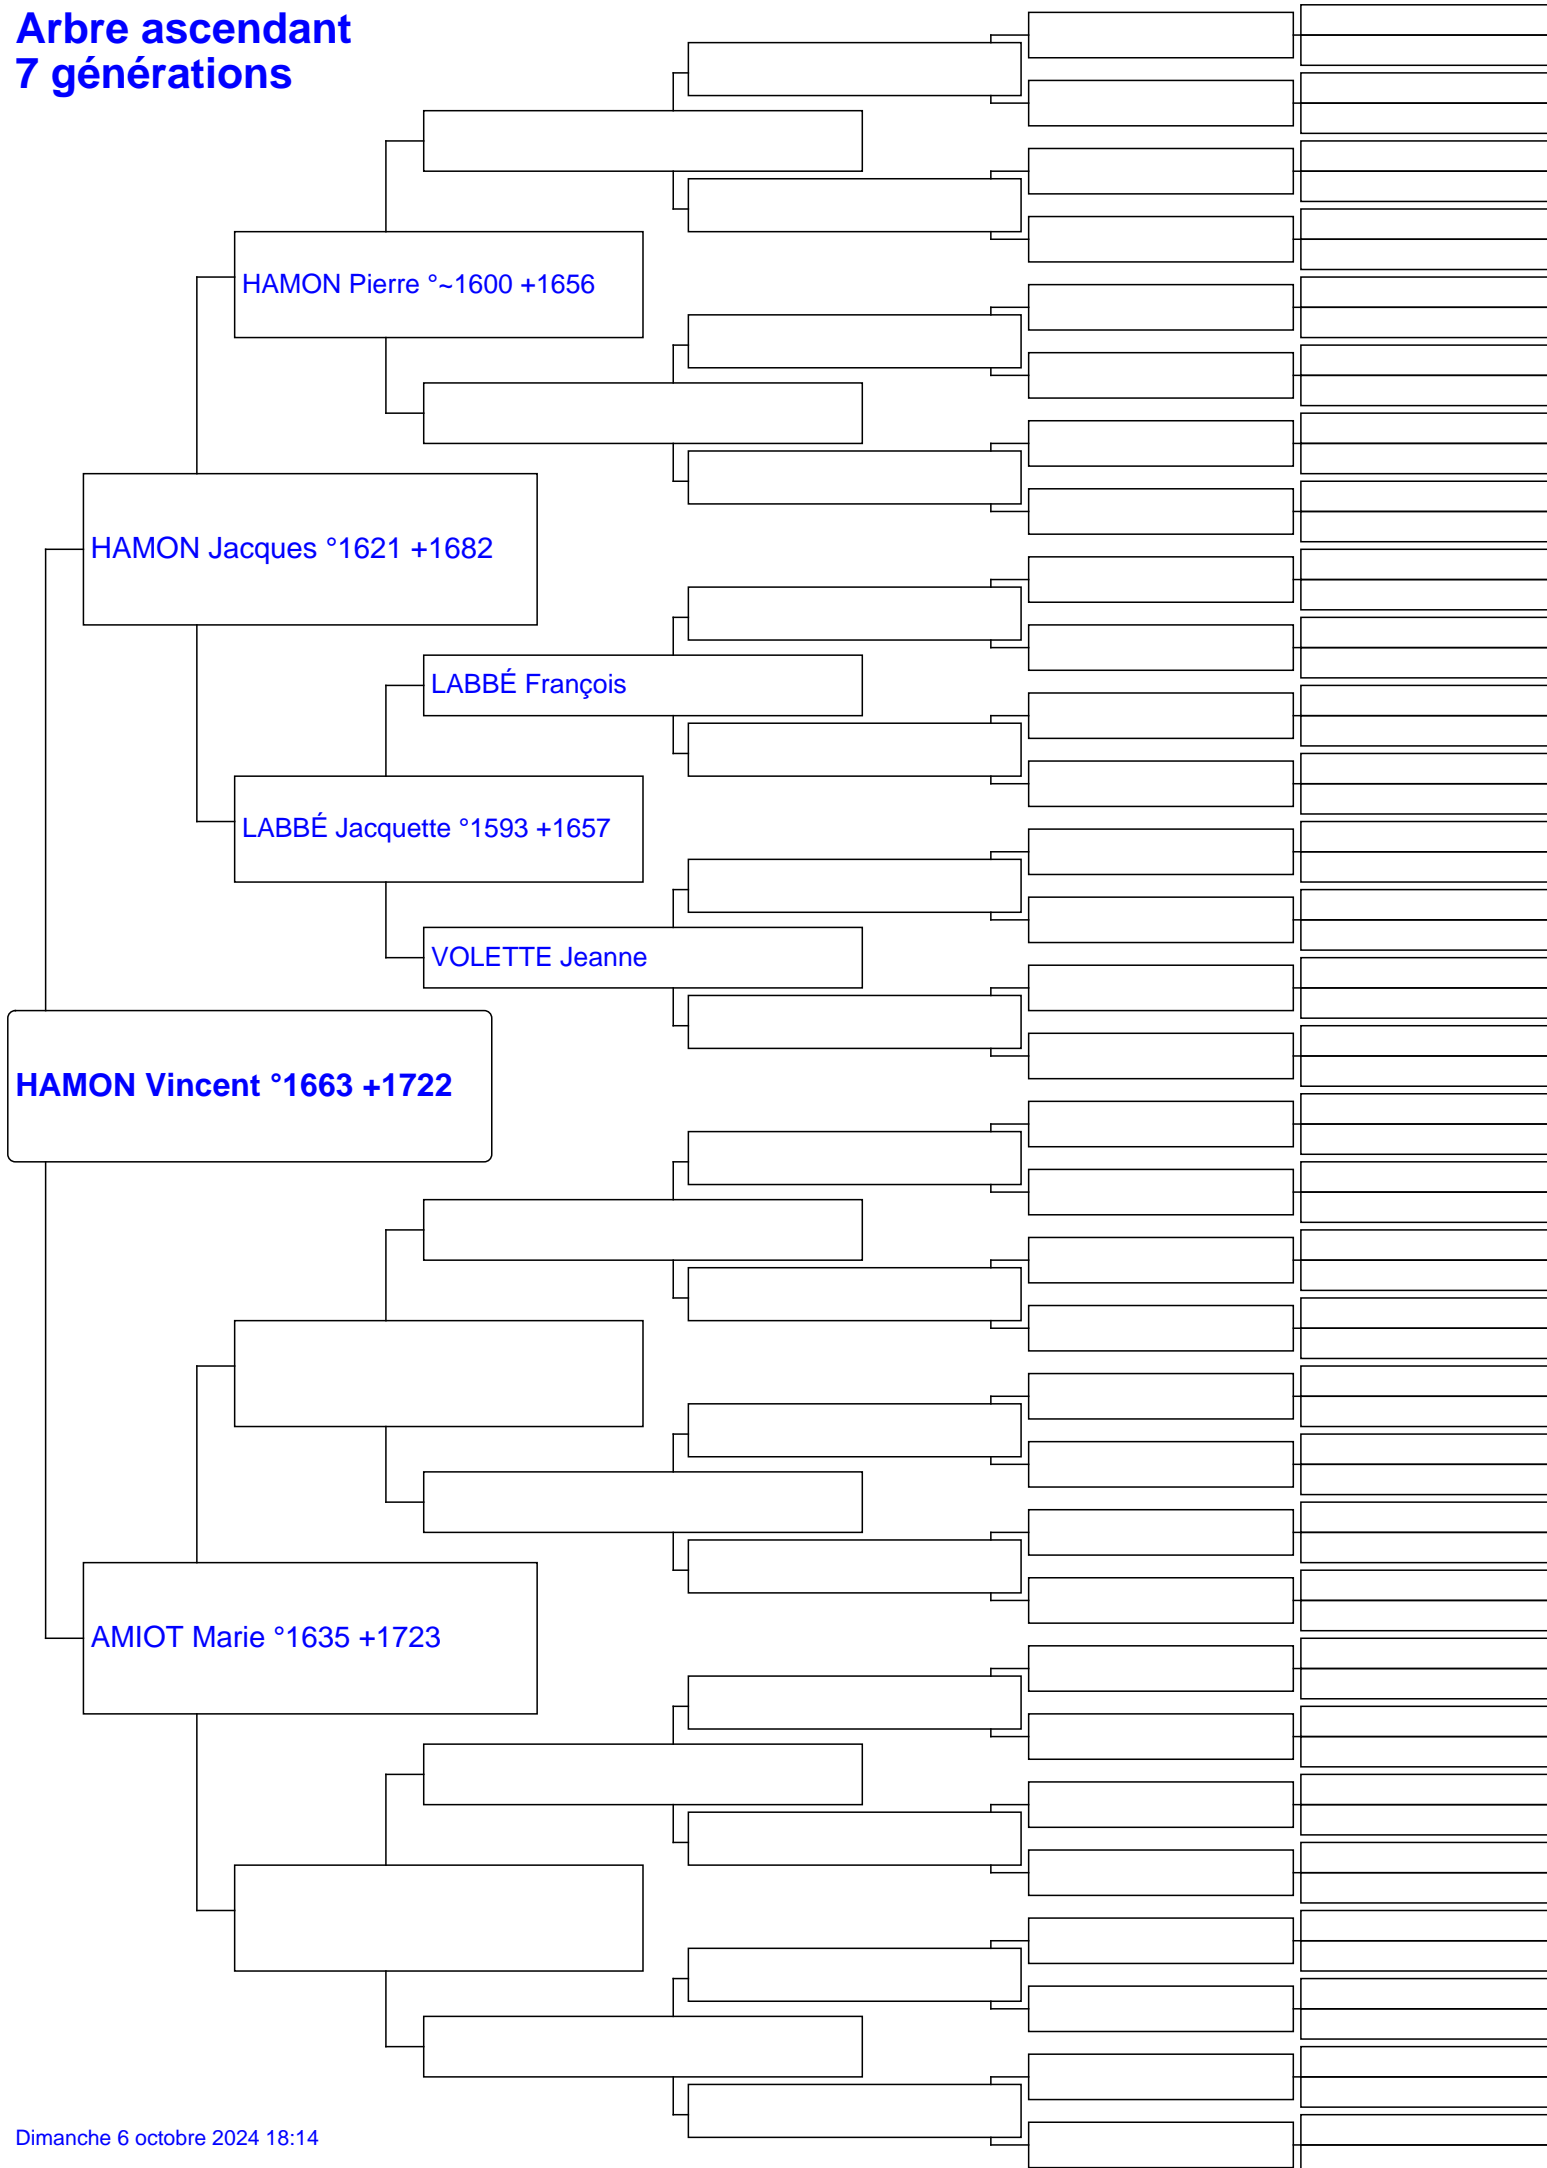 Arbre ascendant
7 générations
HAMON Pierre °~1600 +1656
HAMON Jacques °1621 +1682
LABBÉ François
LABBÉ Jacquette °1593 +1657
VOLETTE Jeanne
HAMON Vincent °1663 +1722
AMIOT Marie °1635 +1723
Dimanche 6 octobre 2024 18:14